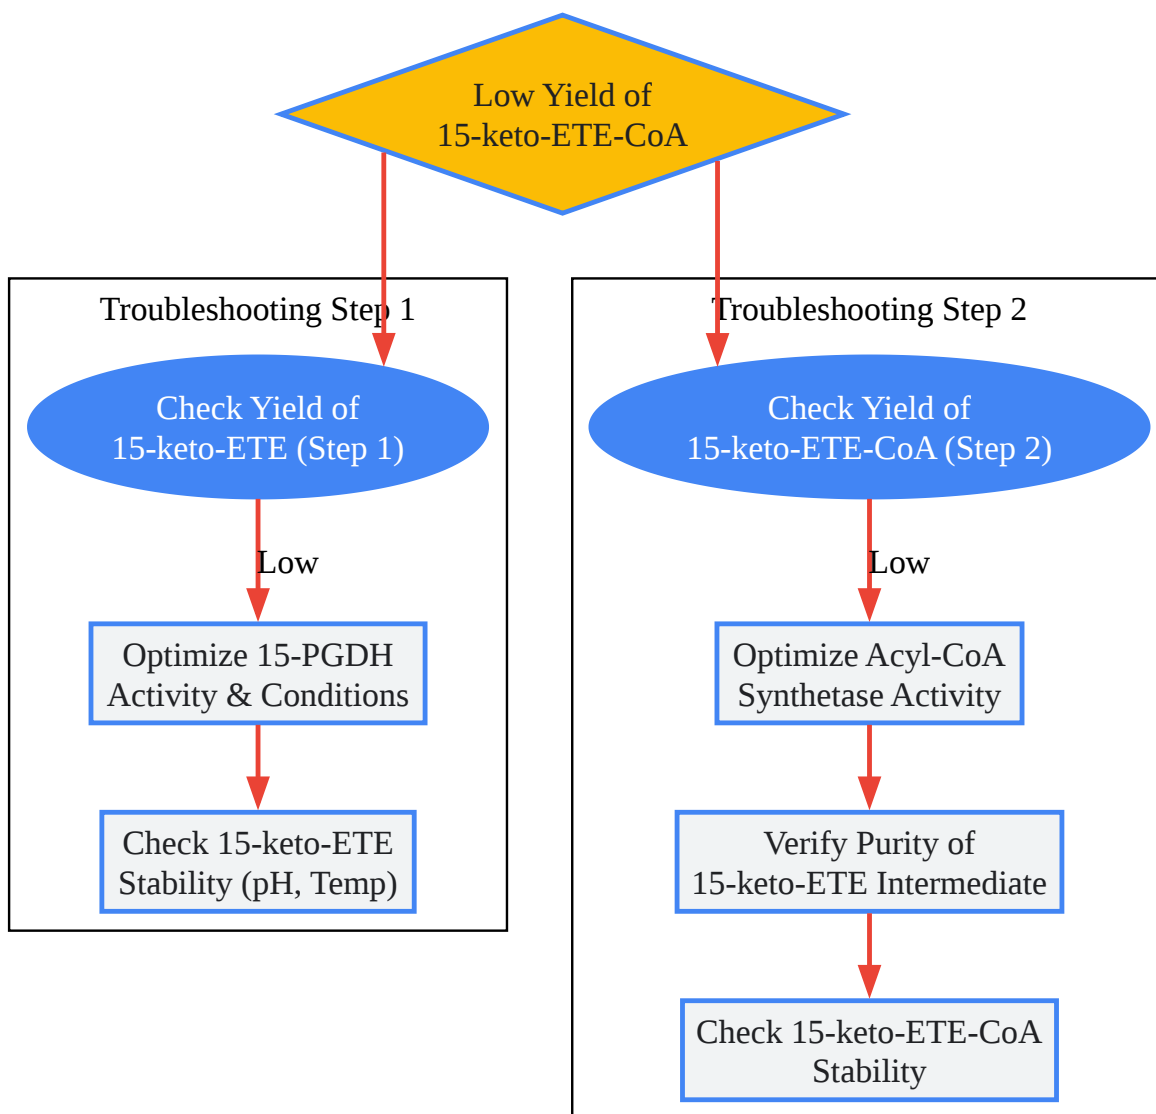 Low Yield of
15-keto-ETE-CoA
Troubleshooting Step 1
Check Yield of
15-keto-ETE (Step 1)
Low
Optimize 15-PGDH
Activity & Conditions
Check 15-keto-ETE
Stability (pH, Temp)
Troubleshooting Step 2
Check Yield of
15-keto-ETE-CoA (Step 2)
Low
Optimize Acyl-CoA
Synthetase Activity
Verify Purity of
15-keto-ETE Intermediate
Check 15-keto-ETE-CoA
Stability